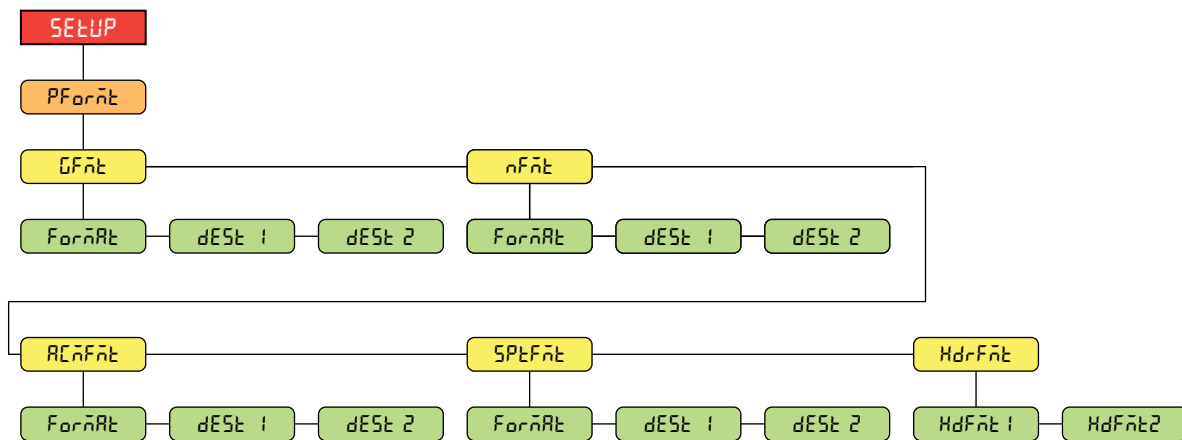 SEtUP
PFormt
GFmt nFmt
FormAt dESt 1 dESt 2 FormAt dESt 1 dESt 2
ACmFmt SPtFmt HdrFmt
FormAt dESt 1 dESt 2 FormAt dESt 1 dESt 2 HdFmt1 HdFmt2